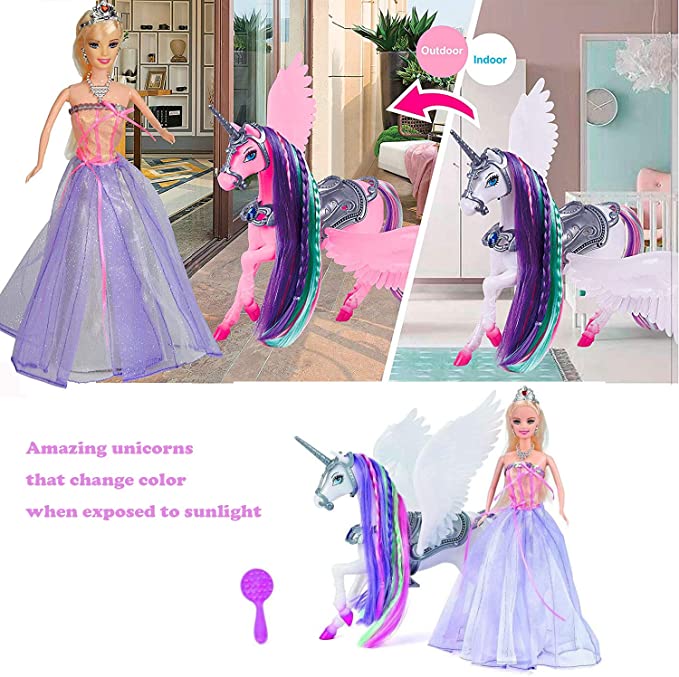 Outdoor
Indoor
Amazing unicorns
that change color
when exposed to sunlight